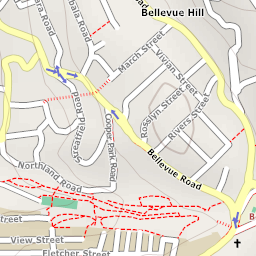 Bellevue Hill
March Street
Vivian Street
Streatfield Road
Cooper Park Road
Rosslyn Street
Rivers Street
Bellevue Road
Northland Road
Street
View Street
Fletcher Street